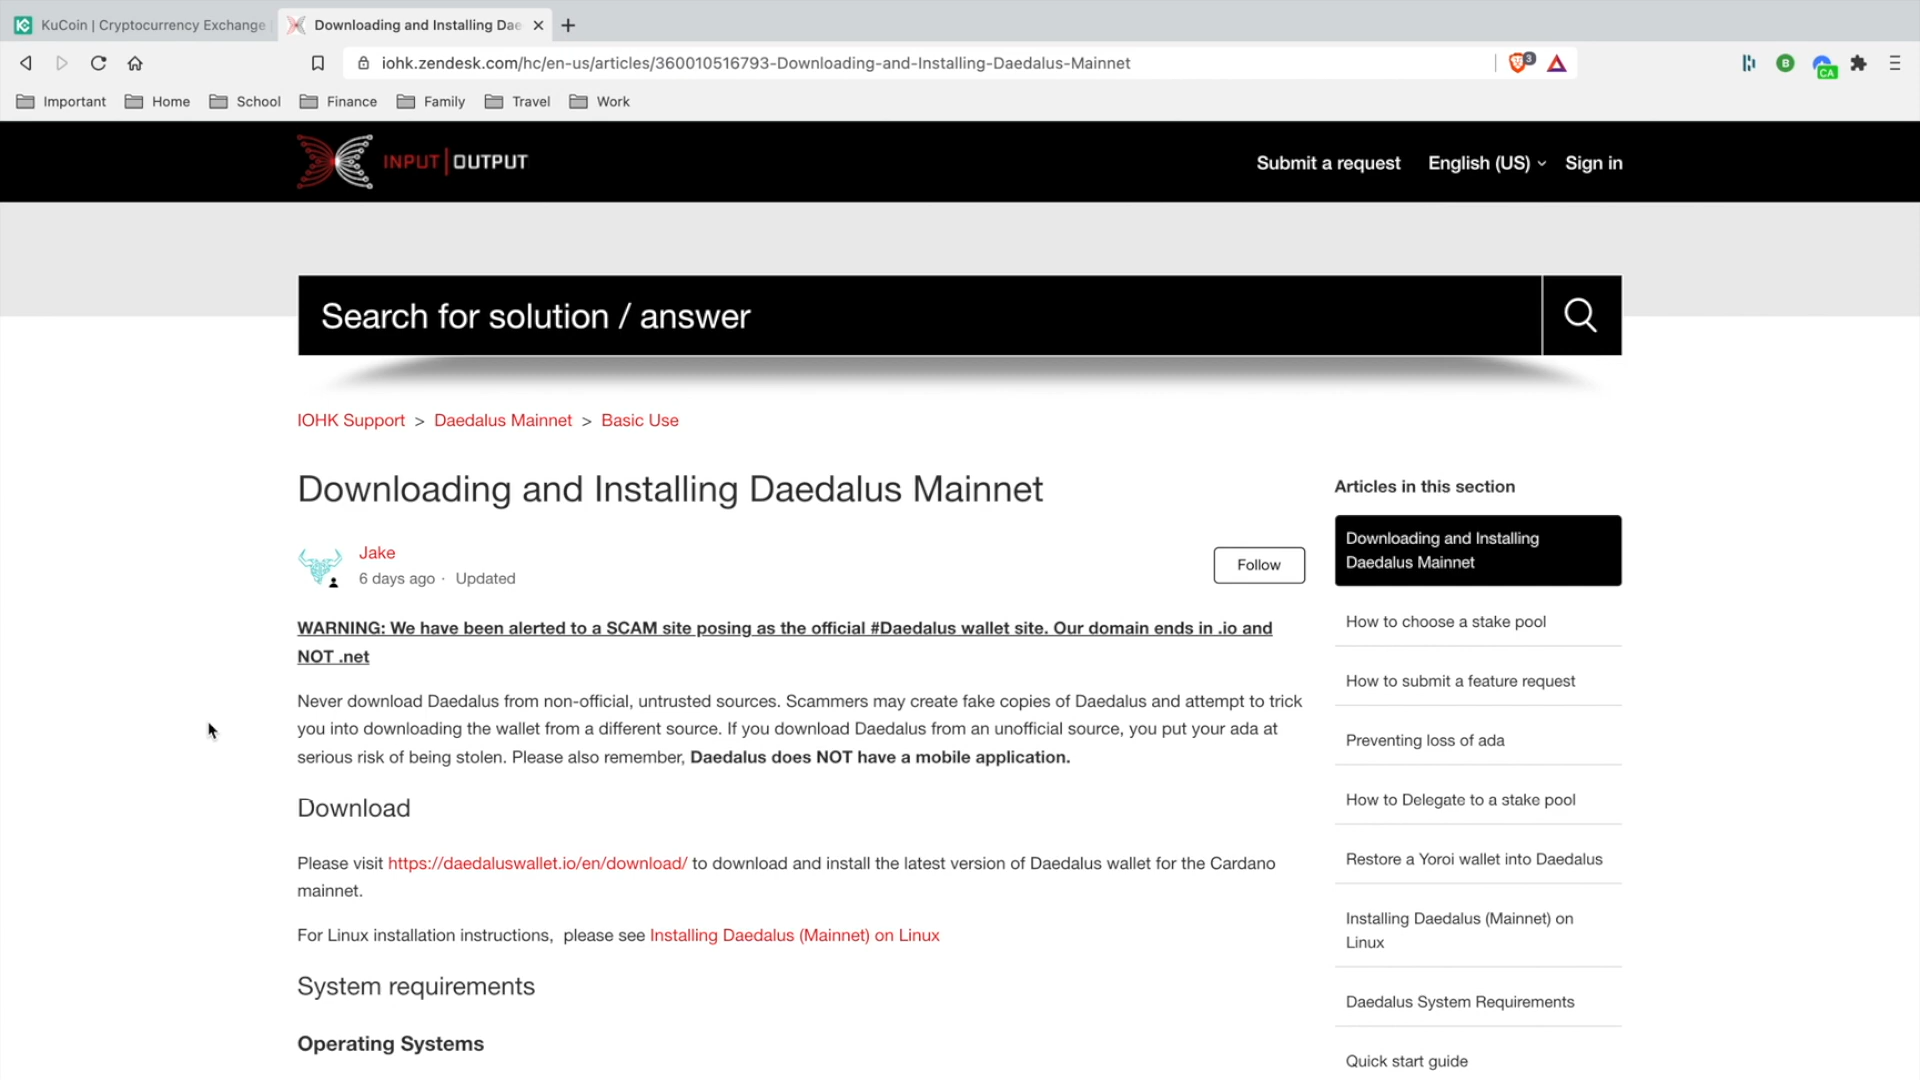 KuCoin | Cryptocurrency Exchange
Downloading and Installing Dae
iohk.zendesk.com/hc/en-us/articles/360010516793-Downloading-and-Installing-Daedalus-Mainnet
3
B
CA
Important Home School Finance Family Travel Work
INPUT | OUTPUT
Submit a request English (US) Sign in
Search for solution / answer
IOHK Support > Daedalus Mainnet > Basic Use
Downloading and Installing Daedalus Mainnet
Jake
6 days ago · Updated
Follow
WARNING: We have been alerted to a SCAM site posing as the official #Daedalus wallet site. Our domain ends in .io and
NOT .net
Never download Daedalus from non-official, untrusted sources. Scammers may create fake copies of Daedalus and attempt to trick
you into downloading the wallet from a different source. If you download Daedalus from an unofficial source, you put your ada at
serious risk of being stolen. Please also remember, Daedalus does NOT have a mobile application.
Download
Please visit https://daedaluswallet.io/en/download/ to download and install the latest version of Daedalus wallet for the Cardano
mainnet.
For Linux installation instructions, please see Installing Daedalus (Mainnet) on Linux
System requirements
Operating Systems
Articles in this section
Downloading and Installing
Daedalus Mainnet
How to choose a stake pool
How to submit a feature request
Preventing loss of ada
How to Delegate to a stake pool
Restore a Yoroi wallet into Daedalus
Installing Daedalus (Mainnet) on
Linux
Daedalus System Requirements
Quick start guide